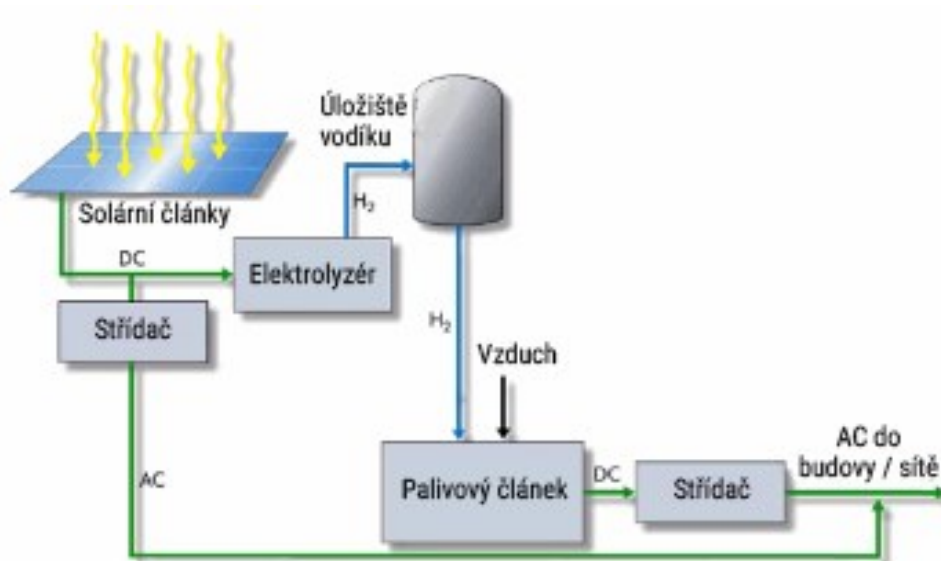 Úložiště
vodíku
H₂
Solární články
DC
Elektrolyzér
Střídač
H₂
Vzduch
AC
Palivový článek
DC
Střídač
AC do
budovy / sítě